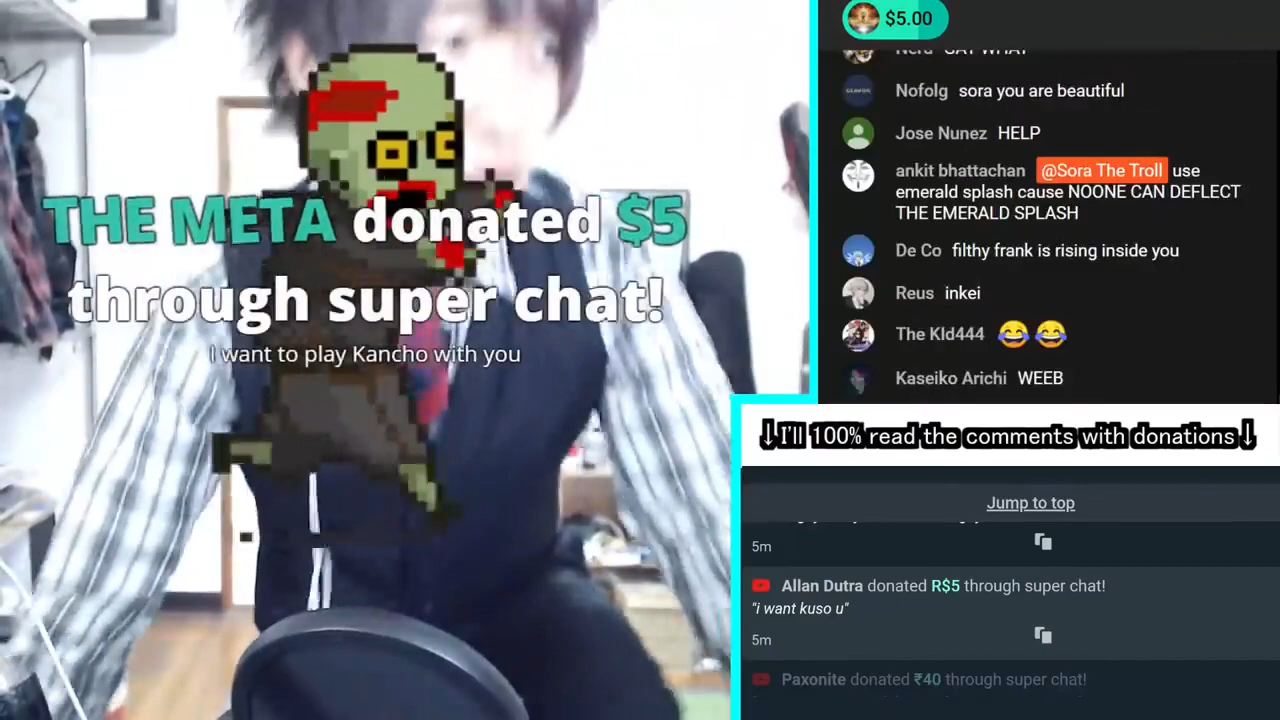 THE META donated $5
through super chat!
I want to play Kancho with you
$5.00
Nerd SAY WHAT
Nofolg sora you are beautiful
Jose Nunez HELP
ankit bhattachan @Sora The Troll use
emerald splash cause NOONE CAN DEFLECT
THE EMERALD SPLASH
De Co filthy frank is rising inside you
Reus inkei
The Kld444 😂😂
Kaseiko Arichi WEEB
↓I'll 100% read the comments with donations↓
Jump to top
5m
Allan Dutra donated R$5 through super chat!
"i want kuso u"
5m
Paxonite donated ₹40 through super chat!